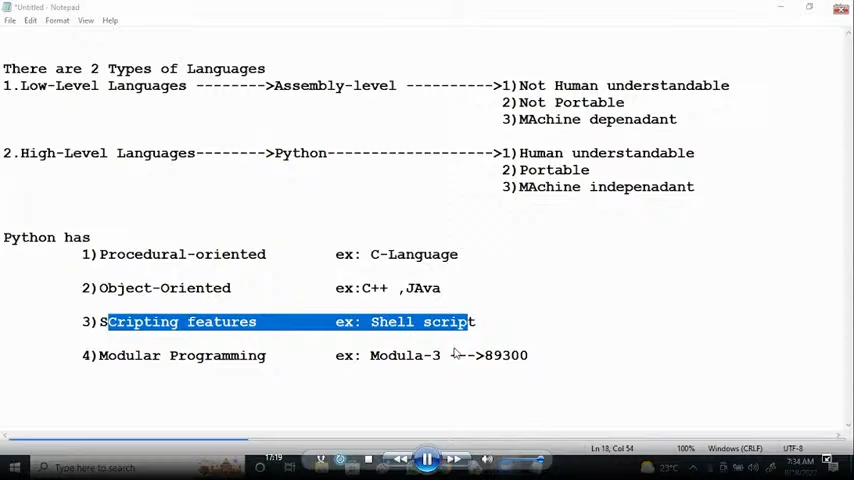 *Untitled - Notepad
File Edit Format View Help
There are 2 Types of Languages
1.Low-Level Languages -------->Assembly-level ---------->1)Not Human understandable
2)Not Portable
3)MAchine depenadant
2.High-Level Languages-------->Python------------------->1)Human understandable
2)Portable
3)MAchine indepenadant
Python has
1)Procedural-oriented ex: C-Language
2)Object-Oriented ex:C++ ,JAva
3)SCripting features ex: Shell script
4)Modular Programming ex: Modula-3 --->89300
Ln 18, Col 54 100% Windows (CRLF) UTF-8
Type here to search
17:19
23°C
7:34 AM